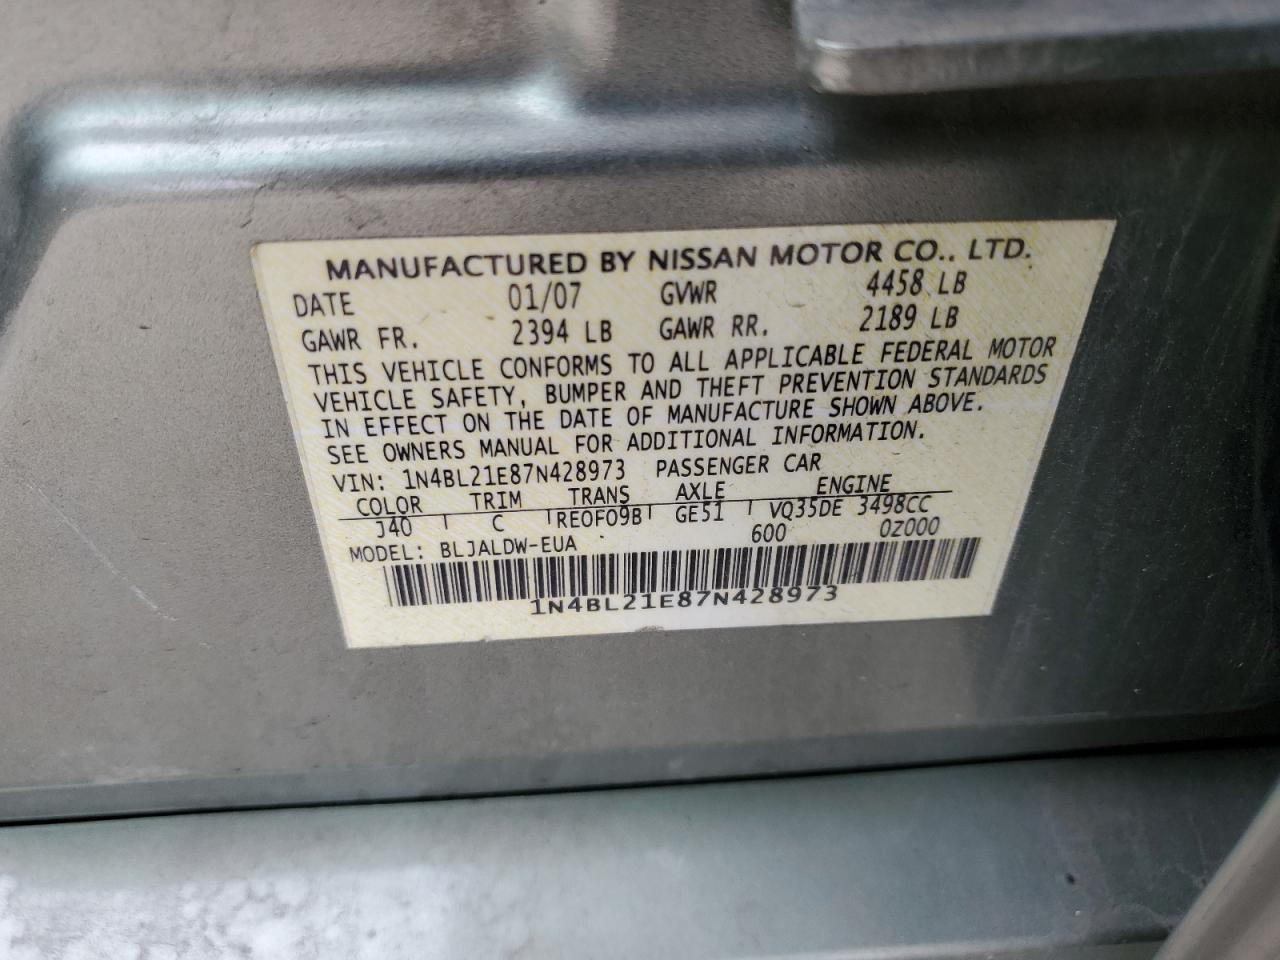 MANUFACTURED BY NISSAN MOTOR CO., LTD.
DATE 01/07 GVWR 4458 LB
GAWR FR. 2394 LB GAWR RR. 2189 LB
THIS VEHICLE CONFORMS TO ALL APPLICABLE FEDERAL MOTOR
VEHICLE SAFETY, BUMPER AND THEFT PREVENTION STANDARDS
IN EFFECT ON THE DATE OF MANUFACTURE SHOWN ABOVE.
SEE OWNERS MANUAL FOR ADDITIONAL INFORMATION.
VIN: 1N4BL21E87N428973 PASSENGER CAR
COLOR TRIM TRANS AXLE ENGINE
J40 C RE0F09B GE51 VQ35DE 3498CC
MODEL: BLJALDW-EUA 600 0Z000
1N4BL21E87N428973